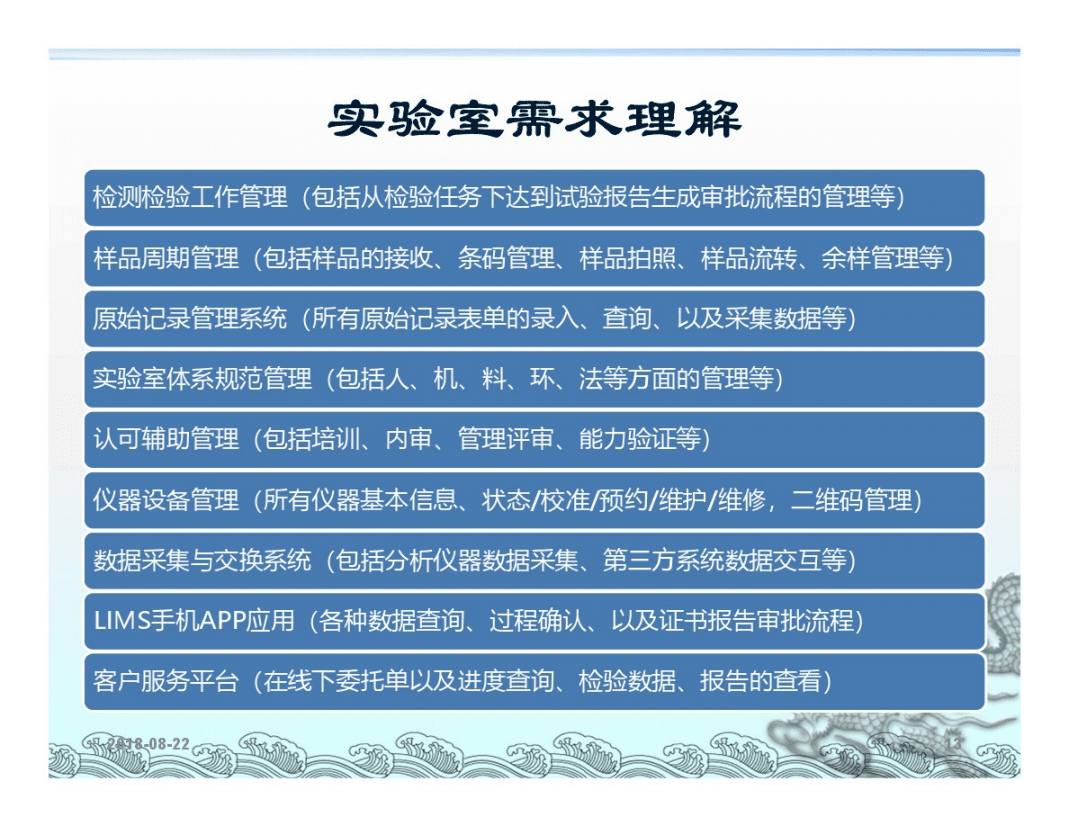 实验室需求理解
检测检验工作管理（包括从检验任务下达到试验报告生成审批流程的管理等）
样品周期管理（包括样品的接收、条码管理、样品拍照、样品流转、余样管理等）
原始记录管理系统（所有原始记录表单的录入、查询、以及采集数据等）
实验室体系规范管理（包括人、机、料、环、法等方面的管理等）
认可辅助管理（包括培训、内审、管理评审、能力验证等）
仪器设备管理（所有仪器基本信息、状态/校准/预约/维护/维修，二维码管理）
数据采集与交换系统（包括分析仪器数据采集、第三方系统数据交互等）
LIMS手机APP应用（各种数据查询、过程确认、以及证书报告审批流程）
客户服务平台（在线下委托单以及进度查询、检验数据、报告的查看）
2018-08-22
13